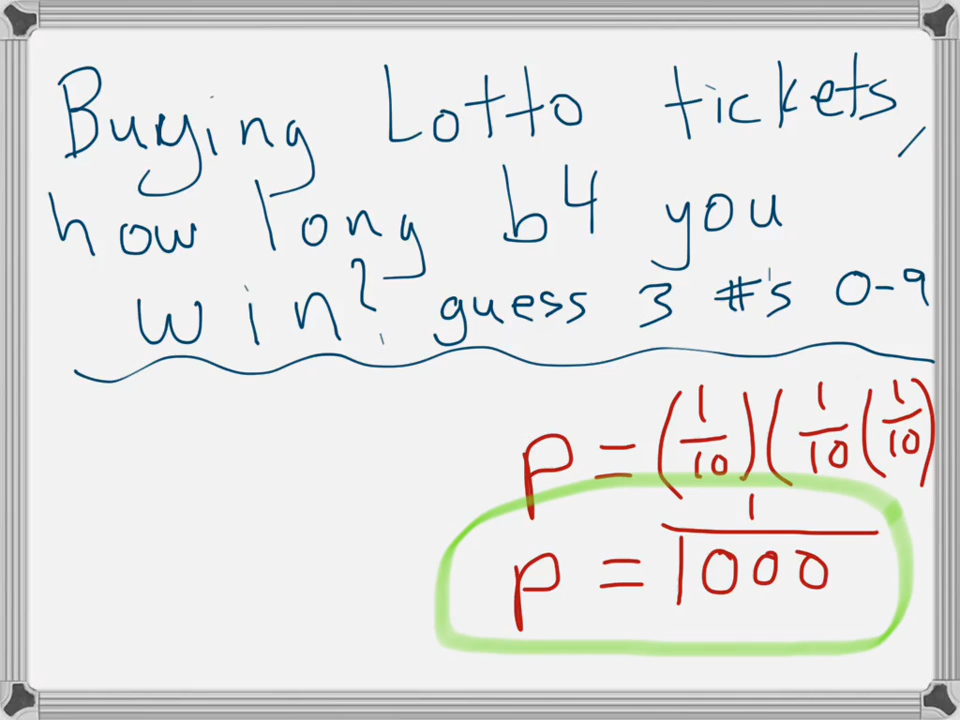 Buying Lotto tickets,
how long b4 you
win? guess 3 #'s 0-9
P = (1/10)(1/10(1/10)
P = 1/1000